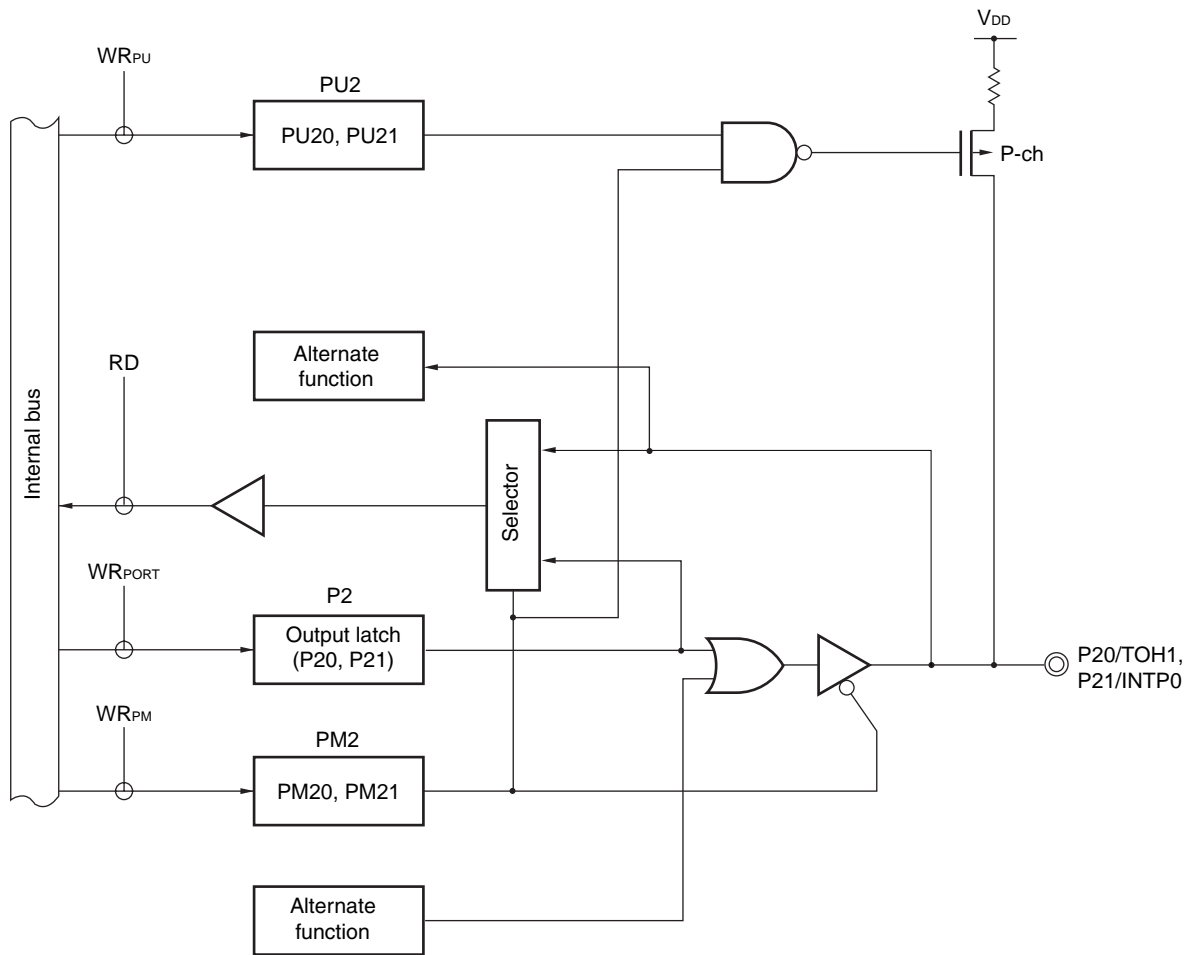 VDD
WRPU
PU2
PU20, PU21
P-ch
Alternate
function
RD
Internal bus
Selector
WRPORT
P2
Output latch
(P20, P21)
P20/TOH1,
P21/INTP0
WRPM
PM2
PM20, PM21
Alternate
function